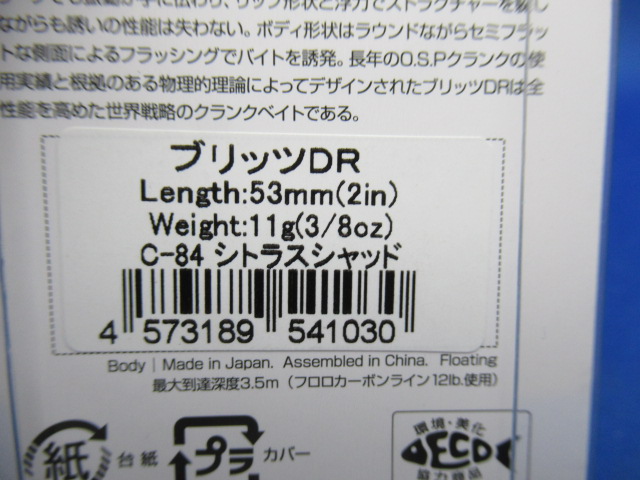 ながらも誘いの性能は失わない。ボディ形状はラウンドながらセミフラッ
トな側面によるフラッシングでバイトを誘発。長年のO.S.Pクランクの使
用実績と根拠のある物理的理論によってデザインされたブリッツDRは全
性能を高めた世界戦略のクランクベイトである。
ブリッツDR
Length:53mm(2in)
Weight:11g(3/8oz)
C-84 シトラスシャッド
4 573189 541030
Body | Made in Japan. Assembled in China. Floating
最大到達深度3.5m（フロロカーボンライン12lb.使用）
紙 台紙 プラ カバー
環境・美化
ECO
協力商品